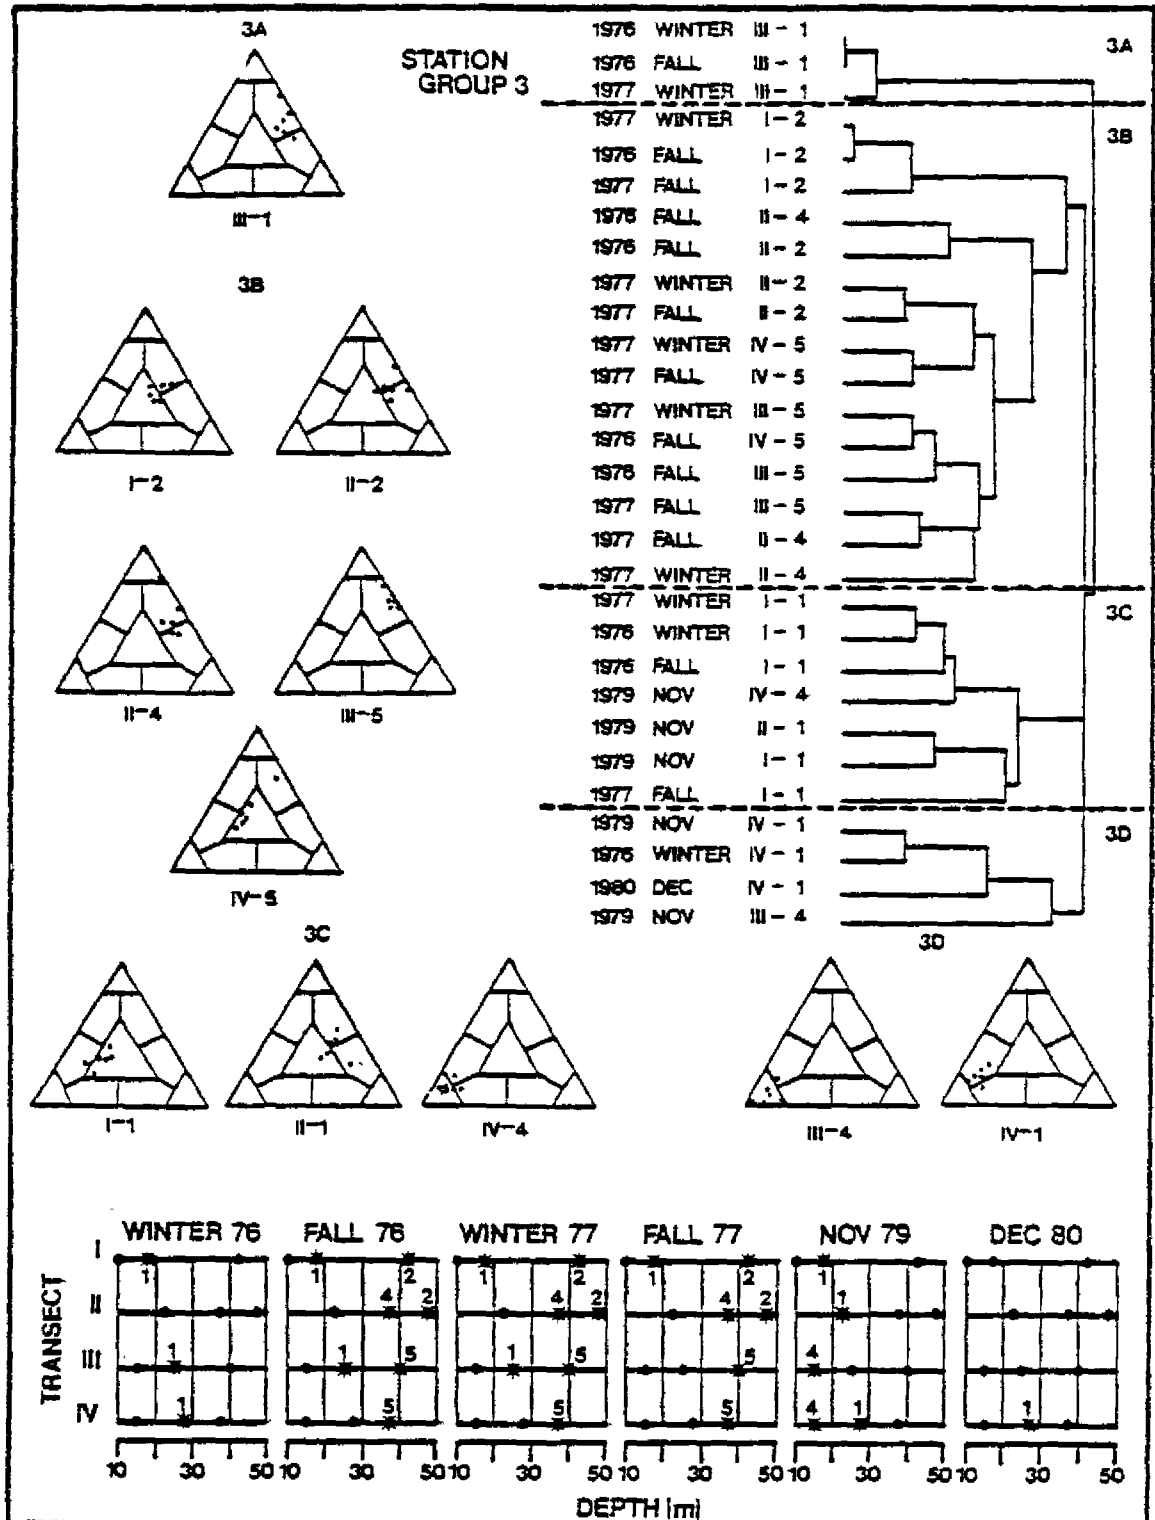 3A
STATION
GROUP 3
III-1
1976 WINTER III-1 3A
1976 FALL III-1
1977 WINTER III-1
1977 WINTER I-2 3B
1976 FALL I-2
1977 FALL I-2
1976 FALL II-4
1976 FALL II-2
1977 WINTER II-2
1977 FALL II-2
1977 WINTER IV-5
1977 FALL IV-5
1977 WINTER III-5
1976 FALL IV-5
1976 FALL III-5
1977 FALL III-5
1977 FALL II-4
1977 WINTER II-4
1977 WINTER I-1 3C
1976 WINTER I-1
1976 FALL I-1
1979 NOV IV-4
1979 NOV II-1
1979 NOV I-1
1977 FALL I-1
1979 NOV IV-1 3D
1976 WINTER IV-1
1980 DEC IV-1
1979 NOV III-4
3B
I-2 II-2
II-4 III-5
IV-5
3C 3D
I-1 II-1 IV-4 III-4 IV-1
WINTER 76 FALL 76 WINTER 77 FALL 77 NOV 79 DEC 80
TRANSECT
I
1 1 2 1 2 1 2 1
II
4 2 4 2 4 2 1
III
1 1 5 1 5 5 4
IV
1 5 5 5 4 1 1
10 30 50 10 30 50 10 30 50 10 30 50 10 30 50 10 30 50
DEPTH [m]